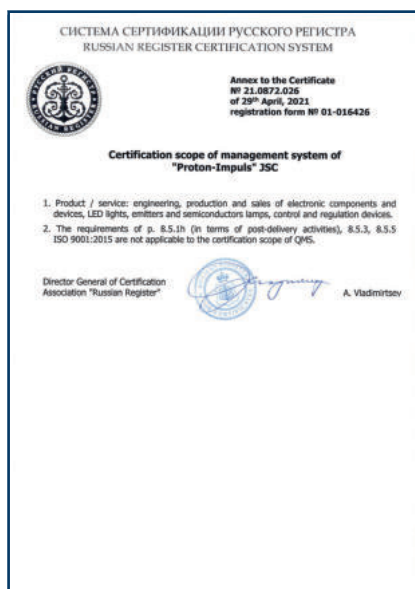 СИСТЕМА СЕРТИФИКАЦИИ РУССКОГО РЕГИСТРА
RUSSIAN REGISTER CERTIFICATION SYSTEM
РУССКИЙ РЕГИСТР
RUSSIAN REGISTER
Annex to the Certificate
№ 21.0872.026
of 29th April, 2021
registration form № 01-016426
Certification scope of management system of
"Proton-Impuls" JSC
1. Product / service: engineering, production and sales of electronic components and
devices, LED lights, emitters and semiconductors lamps, control and regulation devices.
2. The requirements of p. 8.5.1h (in terms of post-delivery activities), 8.5.3, 8.5.5
ISO 9001:2015 are not applicable to the certification scope of QMS.
Director General of Certification
Association "Russian Register"
A. Vladimirtsev